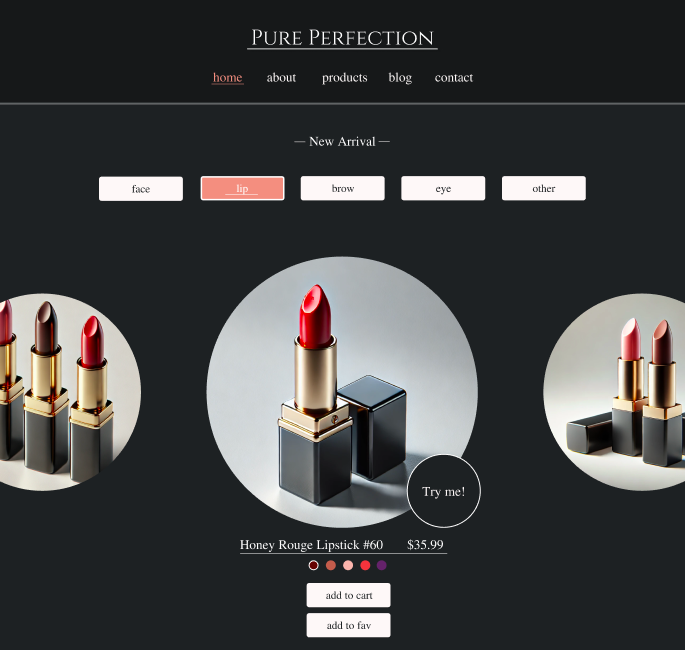 Pure Perfection
home about products blog contact
— New Arrival —
face lip brow eye other
Try me!
Honey Rouge Lipstick #60 $35.99
add to cart
add to fav